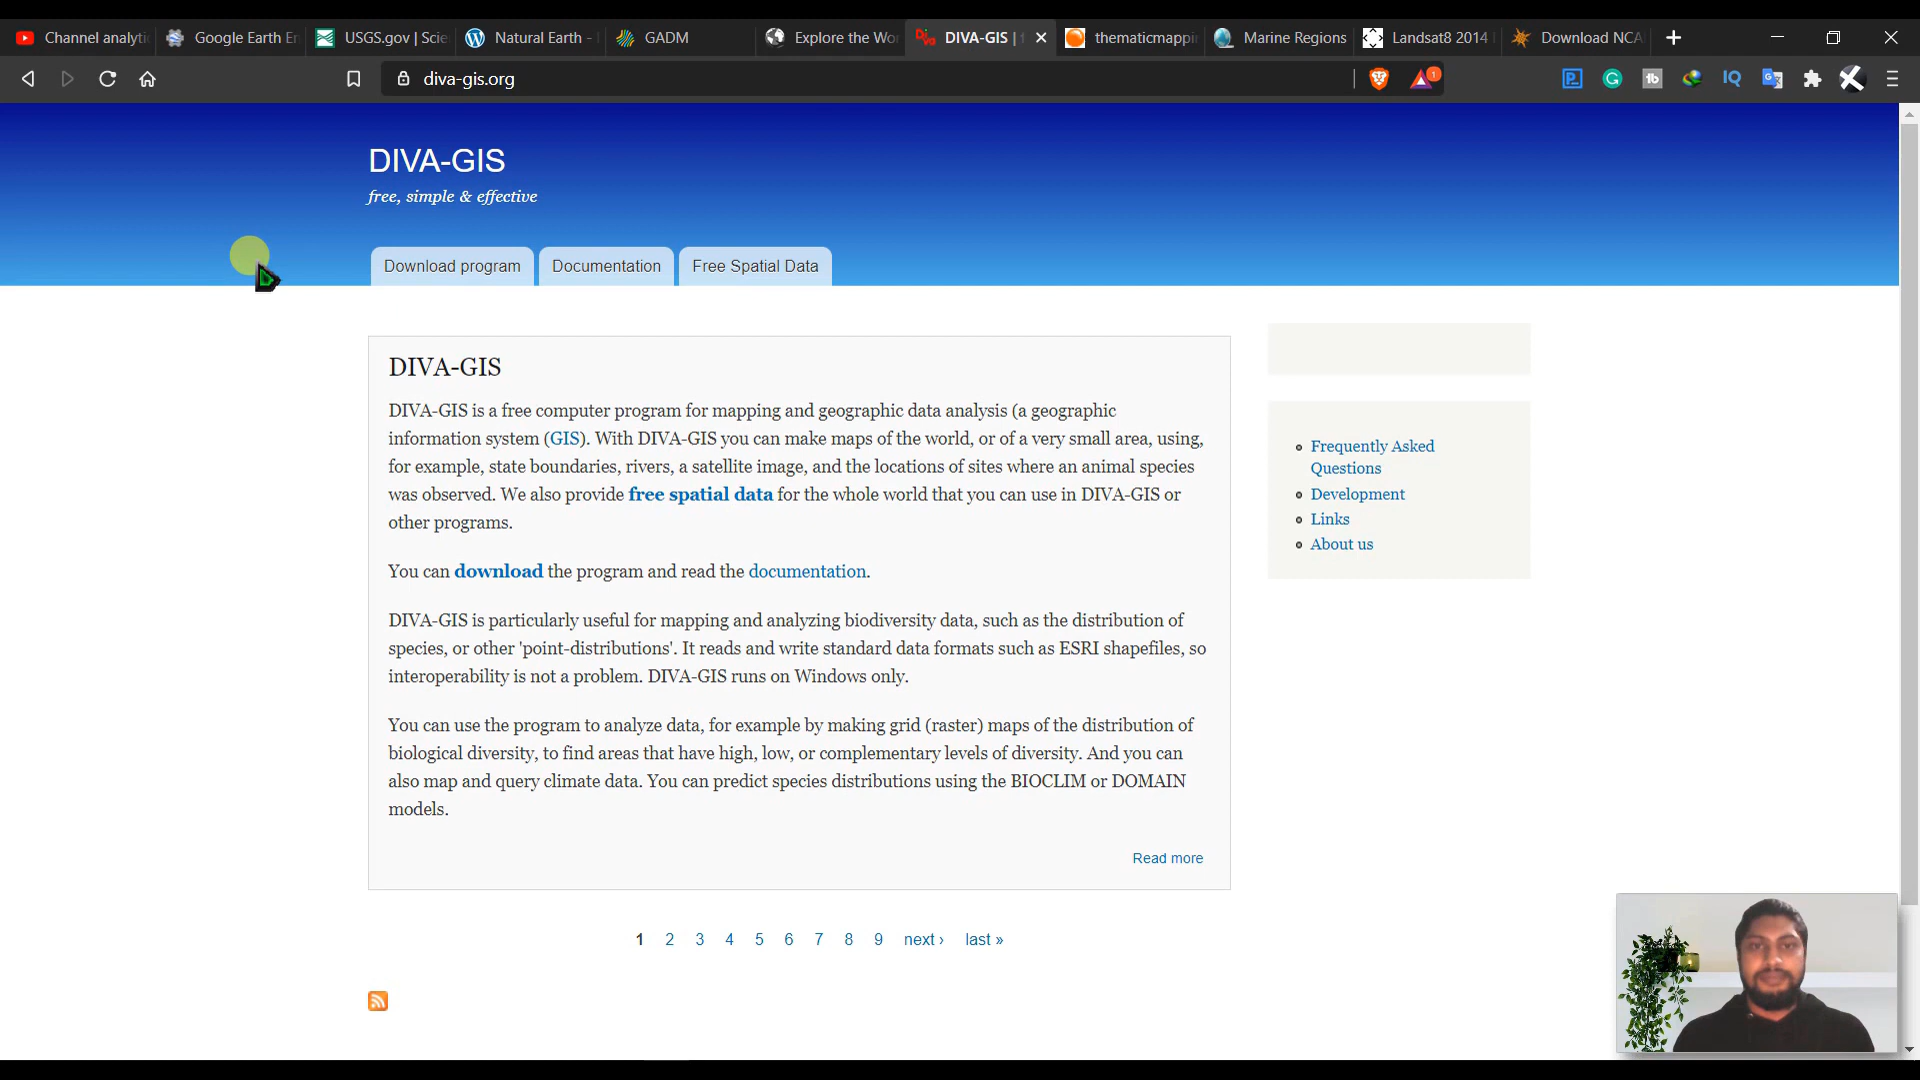 Channel analytic
Google Earth En
USGS.gov | Scie
Natural Earth -
GADM
Explore the Wor
DIVA-GIS | f
thematicmappin
Marine Regions
Landsat8 2014
Download NCA
diva-gis.org
1
DIVA-GIS
free, simple & effective
Download program
Documentation
Free Spatial Data
DIVA-GIS
DIVA-GIS is a free computer program for mapping and geographic data analysis (a geographic
information system (GIS). With DIVA-GIS you can make maps of the world, or of a very small area, using,
for example, state boundaries, rivers, a satellite image, and the locations of sites where an animal species
was observed. We also provide free spatial data for the whole world that you can use in DIVA-GIS or
other programs.
You can download the program and read the documentation.
DIVA-GIS is particularly useful for mapping and analyzing biodiversity data, such as the distribution of
species, or other 'point-distributions'. It reads and write standard data formats such as ESRI shapefiles, so
interoperability is not a problem. DIVA-GIS runs on Windows only.
You can use the program to analyze data, for example by making grid (raster) maps of the distribution of
biological diversity, to find areas that have high, low, or complementary levels of diversity. And you can
also map and query climate data. You can predict species distributions using the BIOCLIM or DOMAIN
models.
Read more
1 2 3 4 5 6 7 8 9 next › last »
Frequently Asked
Questions
Development
Links
About us